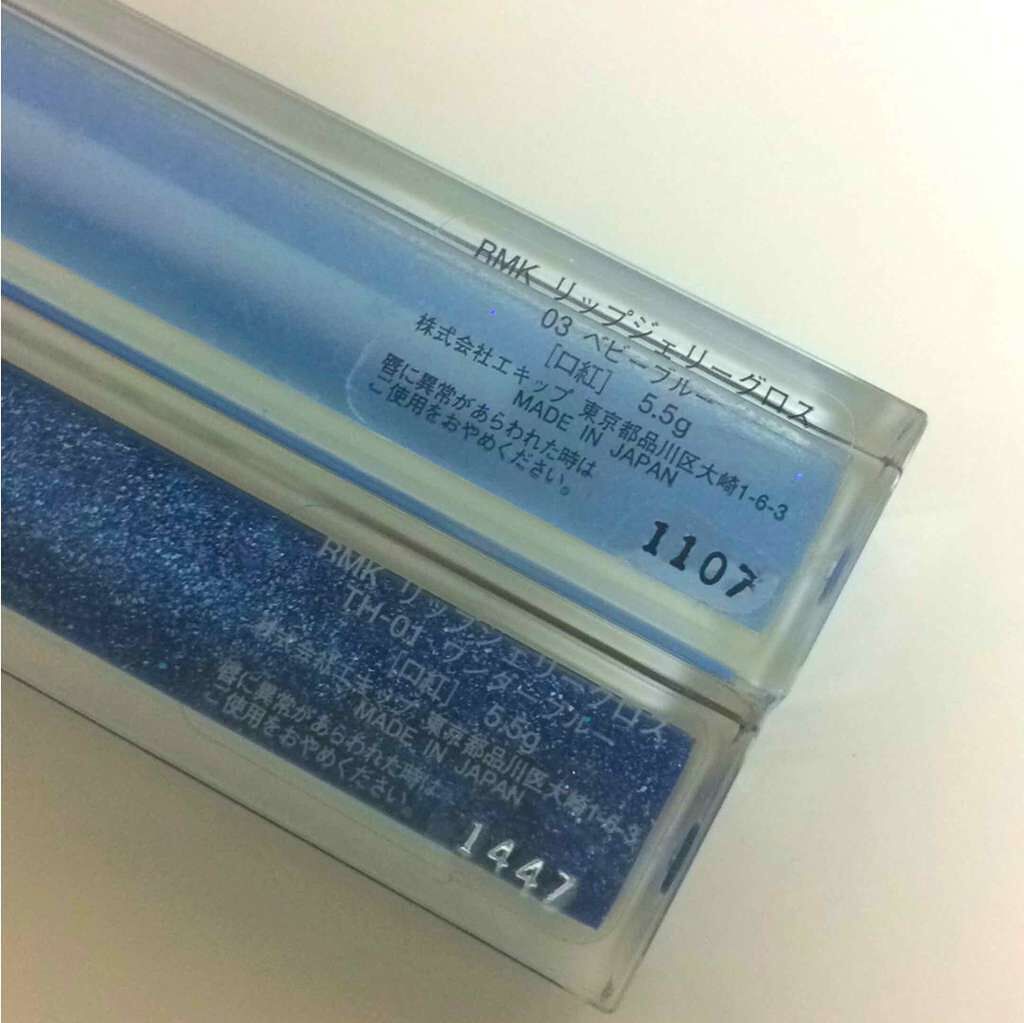 RMK リップジェリーグロス
03 ベビーブルー
[口紅] 5.5g
株式会社エキップ 東京都品川区大崎1-6-3
MADE IN JAPAN
唇に異常があらわれた時は
ご使用をおやめください。
1107
RMK リップジェリーグロス
TH-01 ワンダーブルー
[口紅] 5.5g
株式会社エキップ 東京都品川区大崎1-6-3
MADE IN JAPAN
唇に異常があらわれた時は
ご使用をおやめください。
1447